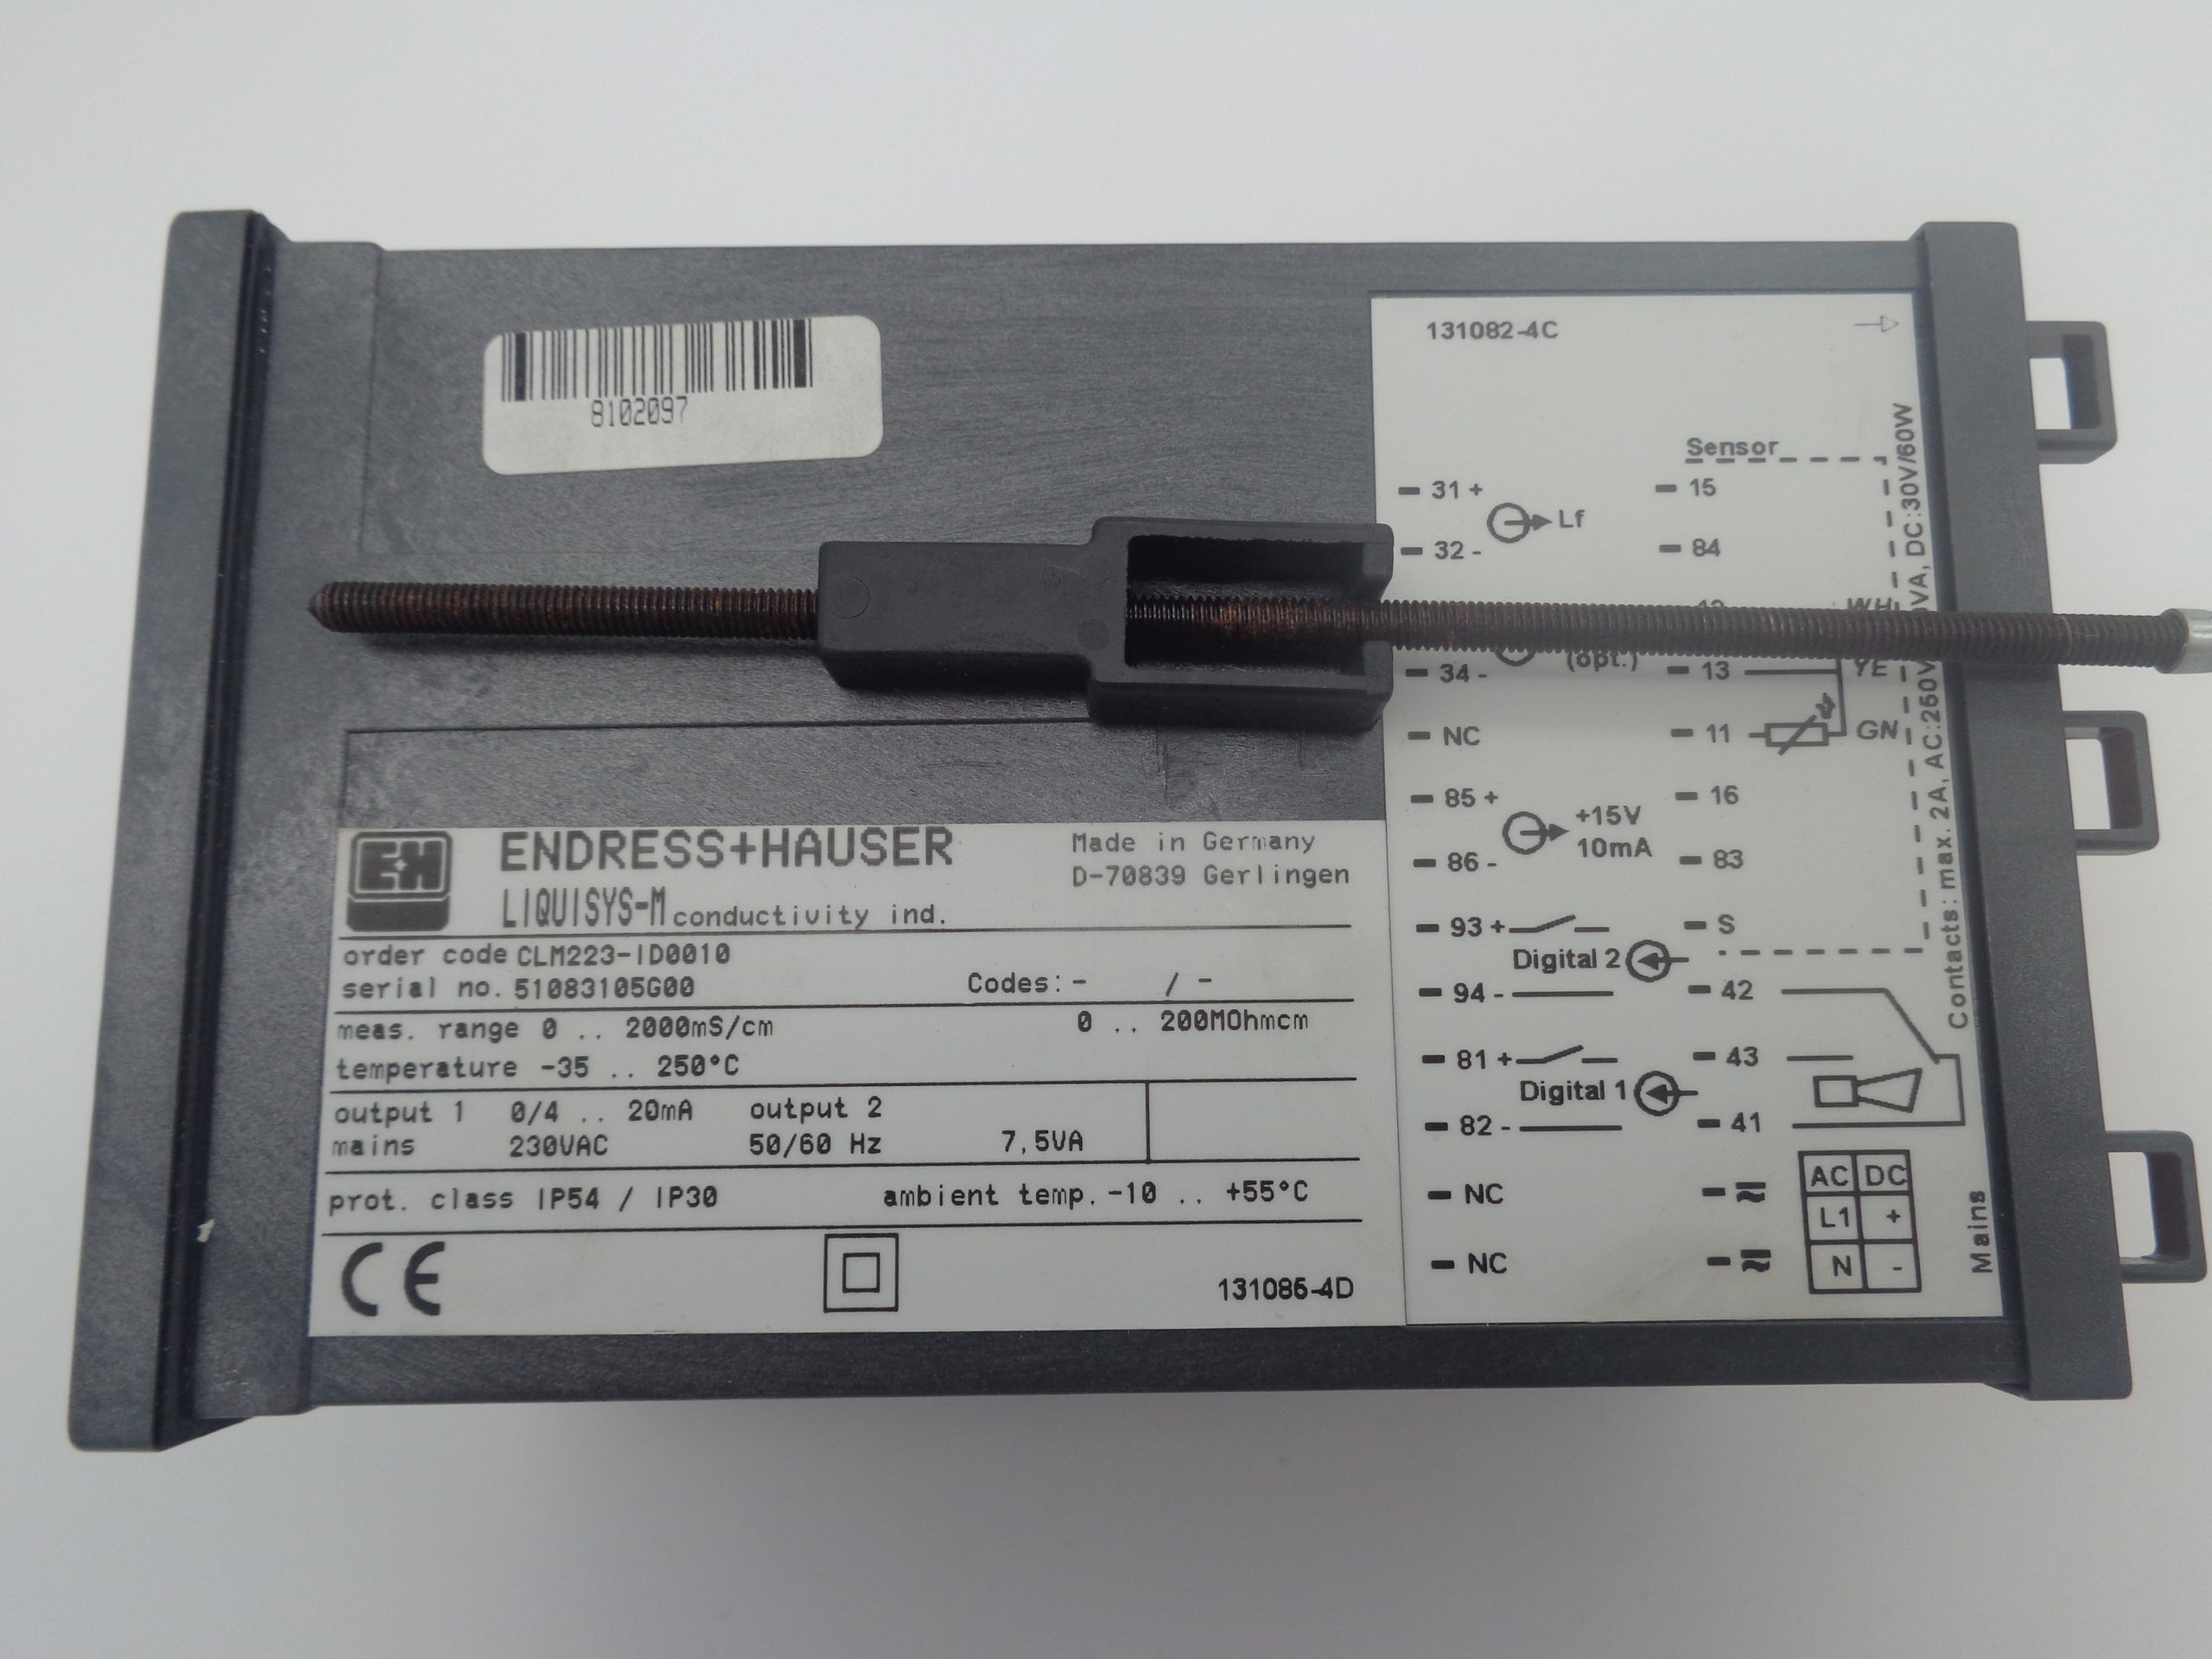 8102097
E+H
ENDRESS+HAUSER
LIQUISYS-M conductivity ind.
Made in Germany
D-70839 Gerlingen
order code CLM223-ID0010
serial no. 51083105G00
Codes: - / -
meas. range 0 .. 2000mS/cm 0 .. 200MOhmcm
temperature -35 .. 250°C
output 1 0/4 .. 20mA output 2
mains 230VAC 50/60 Hz 7,5VA
prot. class IP54 / IP30 ambient temp. -10 .. +55°C
CE
131086-4D
131082-4C
Sensor
31 +
Lf
32 -
(opt.)
34 -
NC
85 +
+15V
10mA
86 -
93 +
Digital 2
94 -
81 +
Digital 1
82 -
NC
NC
15
84
WH
13 YE
11 GN
16
83
S
42
43
41
AC DC
L1 +
N -
Mains
Contacts: max. 2A, AC:250V VA, DC:30V/60W